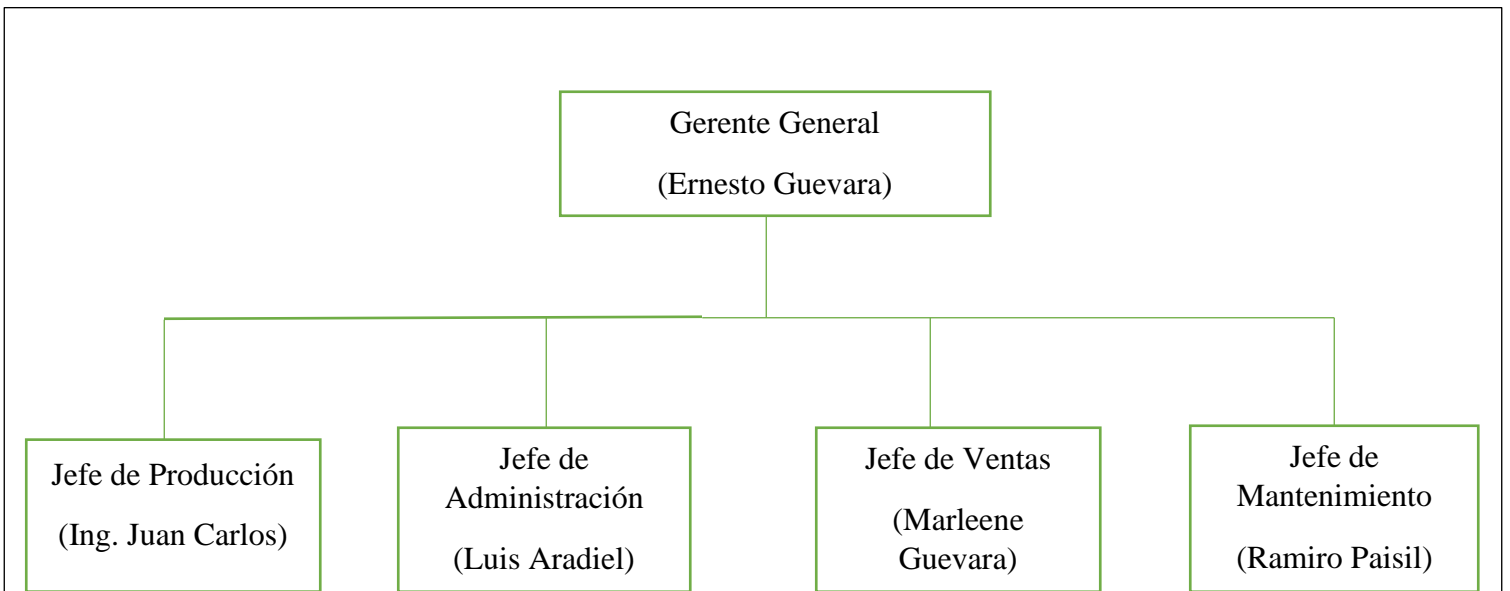 Gerente General
(Ernesto Guevara)
Jefe de Producción
(Ing. Juan Carlos)
Jefe de
Administración
(Luis Aradiel)
Jefe de Ventas
(Marleene
Guevara)
Jefe de
Mantenimiento
(Ramiro Paisil)